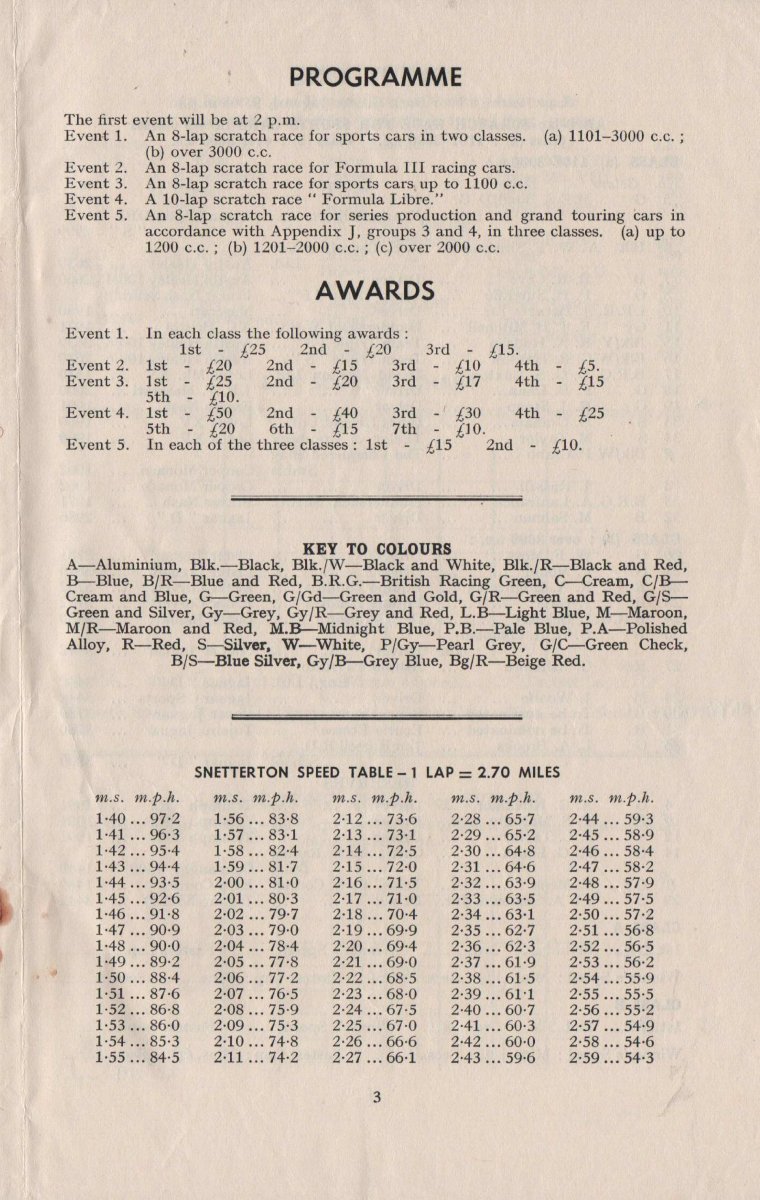 PROGRAMME
The first event will be at 2 p.m.
Event 1. An 8-lap scratch race for sports cars in two classes. (a) 1101–3000 c.c. ;
(b) over 3000 c.c.
Event 2. An 8-lap scratch race for Formula III racing cars.
Event 3. An 8-lap scratch race for sports cars up to 1100 c.c.
Event 4. A 10-lap scratch race “ Formula Libre.”
Event 5. An 8-lap scratch race for series production and grand touring cars in
accordance with Appendix J, groups 3 and 4, in three classes. (a) up to
1200 c.c. ; (b) 1201–2000 c.c. ; (c) over 2000 c.c.
AWARDS
Event 1. In each class the following awards :
1st - £25 2nd - £20 3rd - £15.
Event 2. 1st - £20 2nd - £15 3rd - £10 4th - £5.
Event 3. 1st - £25 2nd - £20 3rd - £17 4th - £15
5th - £10.
Event 4. 1st - £50 2nd - £40 3rd - £30 4th - £25
5th - £20 6th - £15 7th - £10.
Event 5. In each of the three classes : 1st - £15 2nd - £10.
KEY TO COLOURS
A—Aluminium, Blk.—Black, Blk./W—Black and White, Blk./R—Black and Red,
B—Blue, B/R—Blue and Red, B.R.G.—British Racing Green, C—Cream, C/B—
Cream and Blue, G—Green, G/Gd—Green and Gold, G/R—Green and Red, G/S—
Green and Silver, Gy—Grey, Gy/R—Grey and Red, L.B—Light Blue, M—Maroon,
M/R—Maroon and Red, M.B—Midnight Blue, P.B.—Pale Blue, P.A—Polished
Alloy, R—Red, S—Silver, W—White, P/Gy—Pearl Grey, G/C—Green Check,
B/S—Blue Silver, Gy/B—Grey Blue, Bg/R—Beige Red.
SNETTERTON SPEED TABLE – 1 LAP = 2.70 MILES
m.s. m.p.h. m.s. m.p.h. m.s. m.p.h. m.s. m.p.h. m.s. m.p.h.
1·40 ... 97·2 1·56 ... 83·8 2·12 ... 73·6 2·28 ... 65·7 2·44 ... 59·3
1·41 ... 96·3 1·57 ... 83·1 2·13 ... 73·1 2·29 ... 65·2 2·45 ... 58·9
1·42 ... 95·4 1·58 ... 82·4 2·14 ... 72·5 2·30 ... 64·8 2·46 ... 58·4
1·43 ... 94·4 1·59 ... 81·7 2·15 ... 72·0 2·31 ... 64·6 2·47 ... 58·2
1·44 ... 93·5 2·00 ... 81·0 2·16 ... 71·5 2·32 ... 63·9 2·48 ... 57·9
1·45 ... 92·6 2·01 ... 80·3 2·17 ... 71·0 2·33 ... 63·5 2·49 ... 57·5
1·46 ... 91·8 2·02 ... 79·7 2·18 ... 70·4 2·34 ... 63·1 2·50 ... 57·2
1·47 ... 90·9 2·03 ... 79·0 2·19 ... 69·9 2·35 ... 62·7 2·51 ... 56·8
1·48 ... 90·0 2·04 ... 78·4 2·20 ... 69·4 2·36 ... 62·3 2·52 ... 56·5
1·49 ... 89·2 2·05 ... 77·8 2·21 ... 69·0 2·37 ... 61·9 2·53 ... 56·2
1·50 ... 88·4 2·06 ... 77·2 2·22 ... 68·5 2·38 ... 61·5 2·54 ... 55·9
1·51 ... 87·6 2·07 ... 76·5 2·23 ... 68·0 2·39 ... 61·1 2·55 ... 55·5
1·52 ... 86·8 2·08 ... 75·9 2·24 ... 67·5 2·40 ... 60·7 2·56 ... 55·2
1·53 ... 86·0 2·09 ... 75·3 2·25 ... 67·0 2·41 ... 60·3 2·57 ... 54·9
1·54 ... 85·3 2·10 ... 74·8 2·26 ... 66·6 2·42 ... 60·0 2·58 ... 54·6
1·55 ... 84·5 2·11 ... 74·2 2·27 ... 66·1 2·43 ... 59·6 2·59 ... 54·3
3